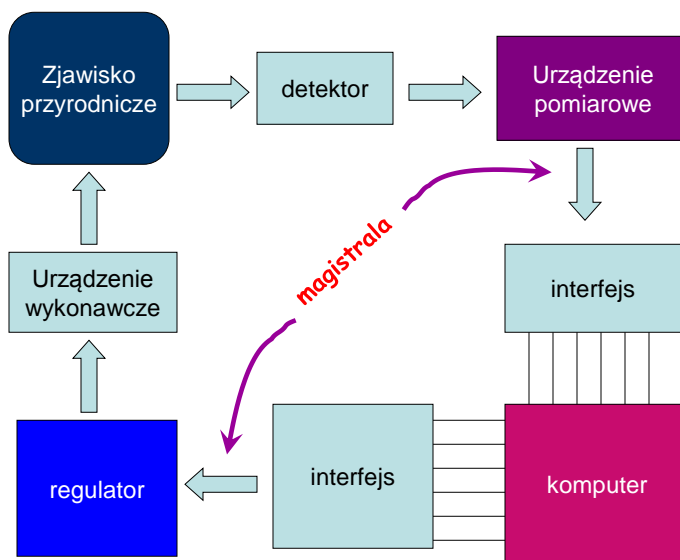 Zjawisko
przyrodnicze
detektor
Urządzenie
pomiarowe
magistrala
Urządzenie
wykonawcze
interfejs
regulator
interfejs
komputer